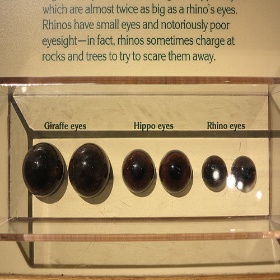 which are almost twice as big as a rhino's eyes.
Rhinos have small eyes and notoriously poor
eyesight—in fact, rhinos sometimes charge at
rocks and trees to try to scare them away.
Giraffe eyes Hippo eyes Rhino eyes